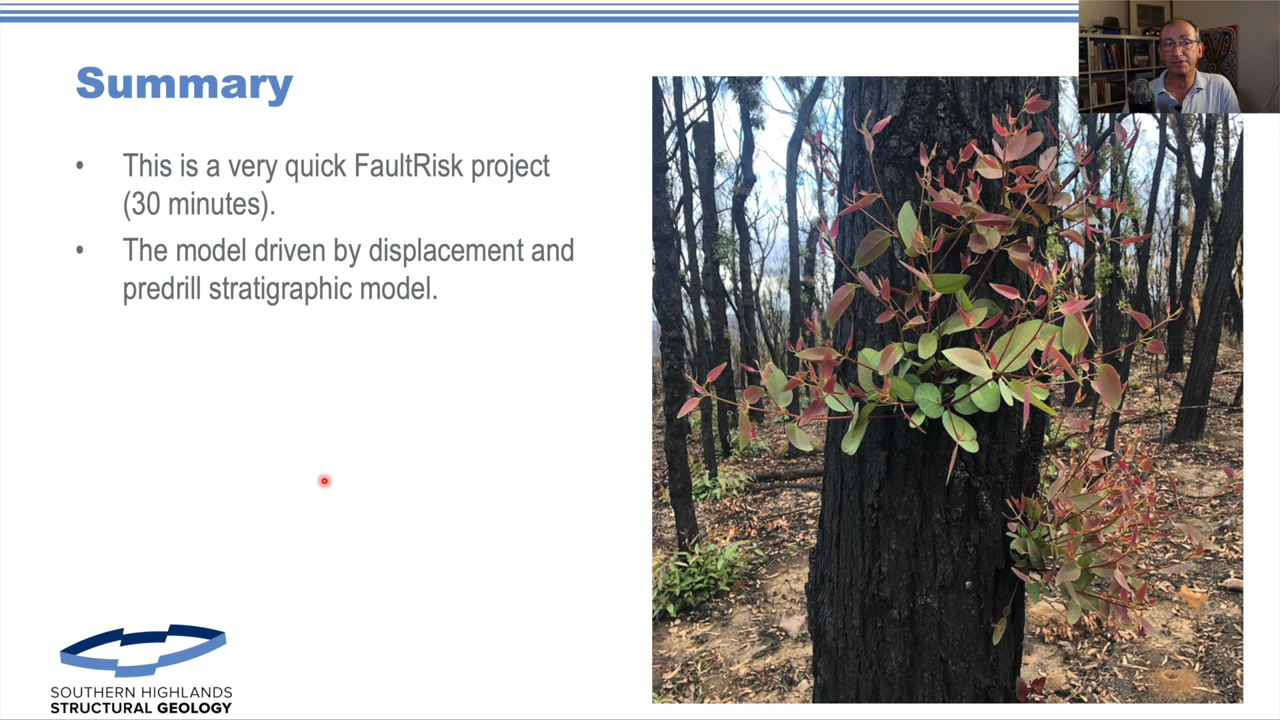 Summary
• This is a very quick FaultRisk project
(30 minutes).
• The model driven by displacement and
predrill stratigraphic model.
SOUTHERN HIGHLANDS
STRUCTURAL GEOLOGY